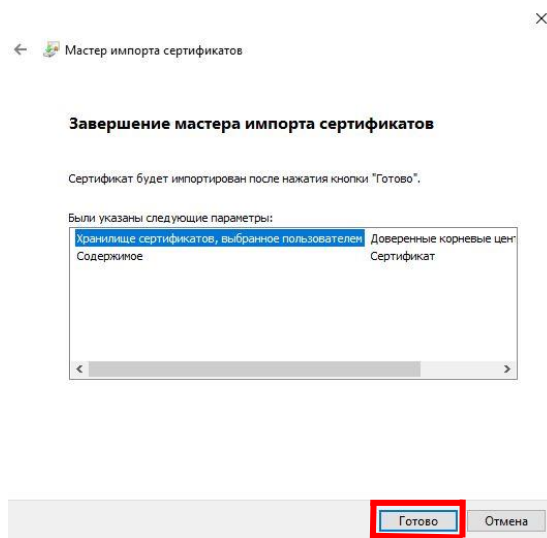 Мастер импорта сертификатов
Завершение мастера импорта сертификатов
Сертификат будет импортирован после нажатия кнопки "Готово".
Были указаны следующие параметры:
Хранилище сертификатов, выбранное пользователем Доверенные корневые цен
Содержимое Сертификат
Готово Отмена